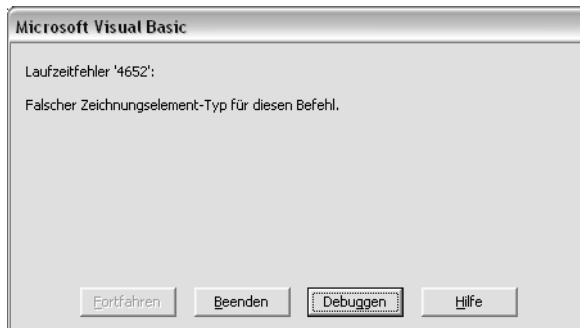 Microsoft Visual Basic
Laufzeitfehler '4652':
Falscher Zeichnungselement-Typ für diesen Befehl.
Fortfahren
Beenden
Debuggen
Hilfe